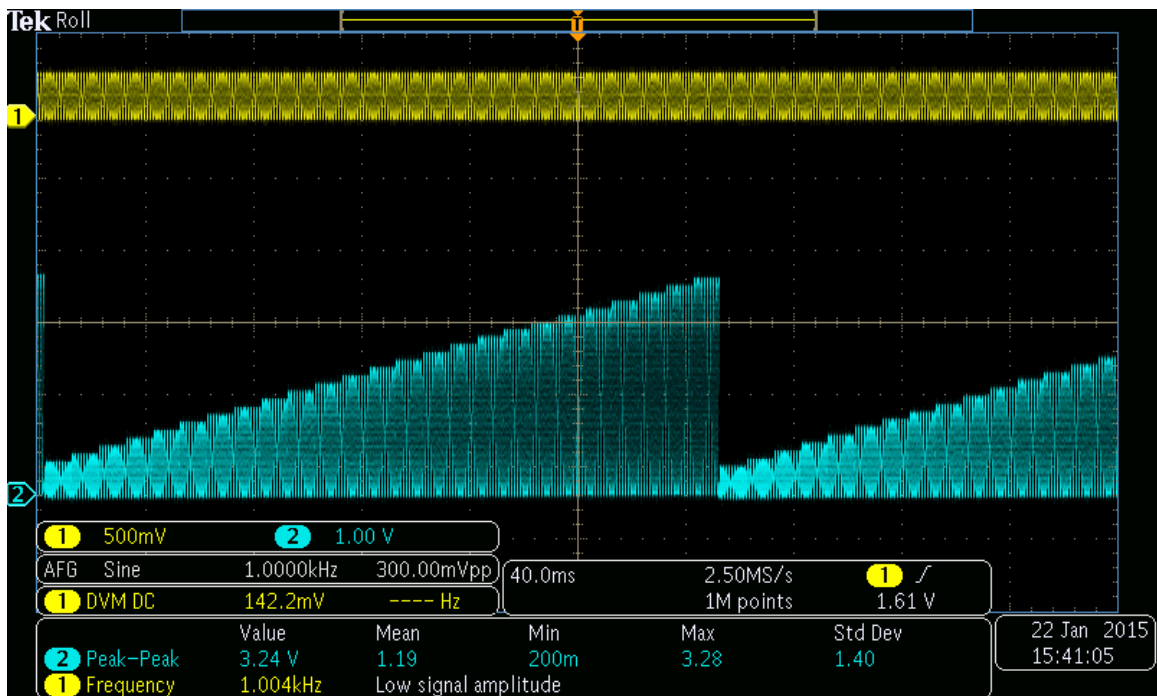 Tek Roll
T
1
2
1 500mV 2 1.00 V
AFG Sine 1.0000kHz 300.00mVpp
1 DVM DC 142.2mV ---- Hz
40.0ms 2.50MS/s 1 /
1M points 1.61 V
Value Mean Min Max Std Dev
2 Peak-Peak 3.24 V 1.19 200m 3.28 1.40
1 Frequency 1.004kHz Low signal amplitude
22 Jan 2015
15:41:05